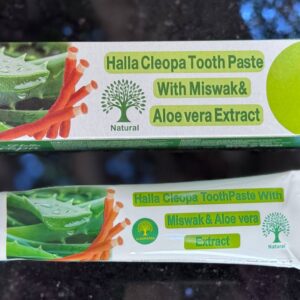 Halla Cleopa Tooth Paste
With Miswak&
Aloe vera Extract
Natural
Halla Cleopa ToothPaste With
Miswak & Aloe vera
Extract
Natural